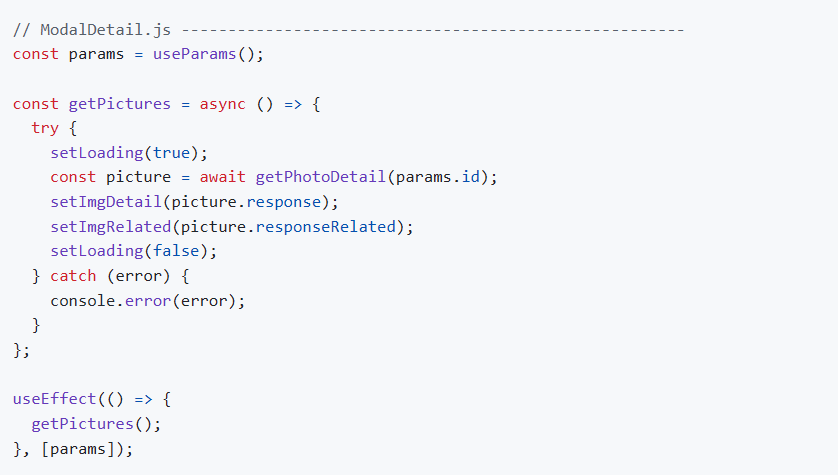 // ModalDetail.js ------------------------------------------------------
const params = useParams();

const getPictures = async () => {
  try {
    setLoading(true);
    const picture = await getPhotoDetail(params.id);
    setImgDetail(picture.response);
    setImgRelated(picture.responseRelated);
    setLoading(false);
  } catch (error) {
    console.error(error);
  }
};

useEffect(() => {
  getPictures();
}, [params]);